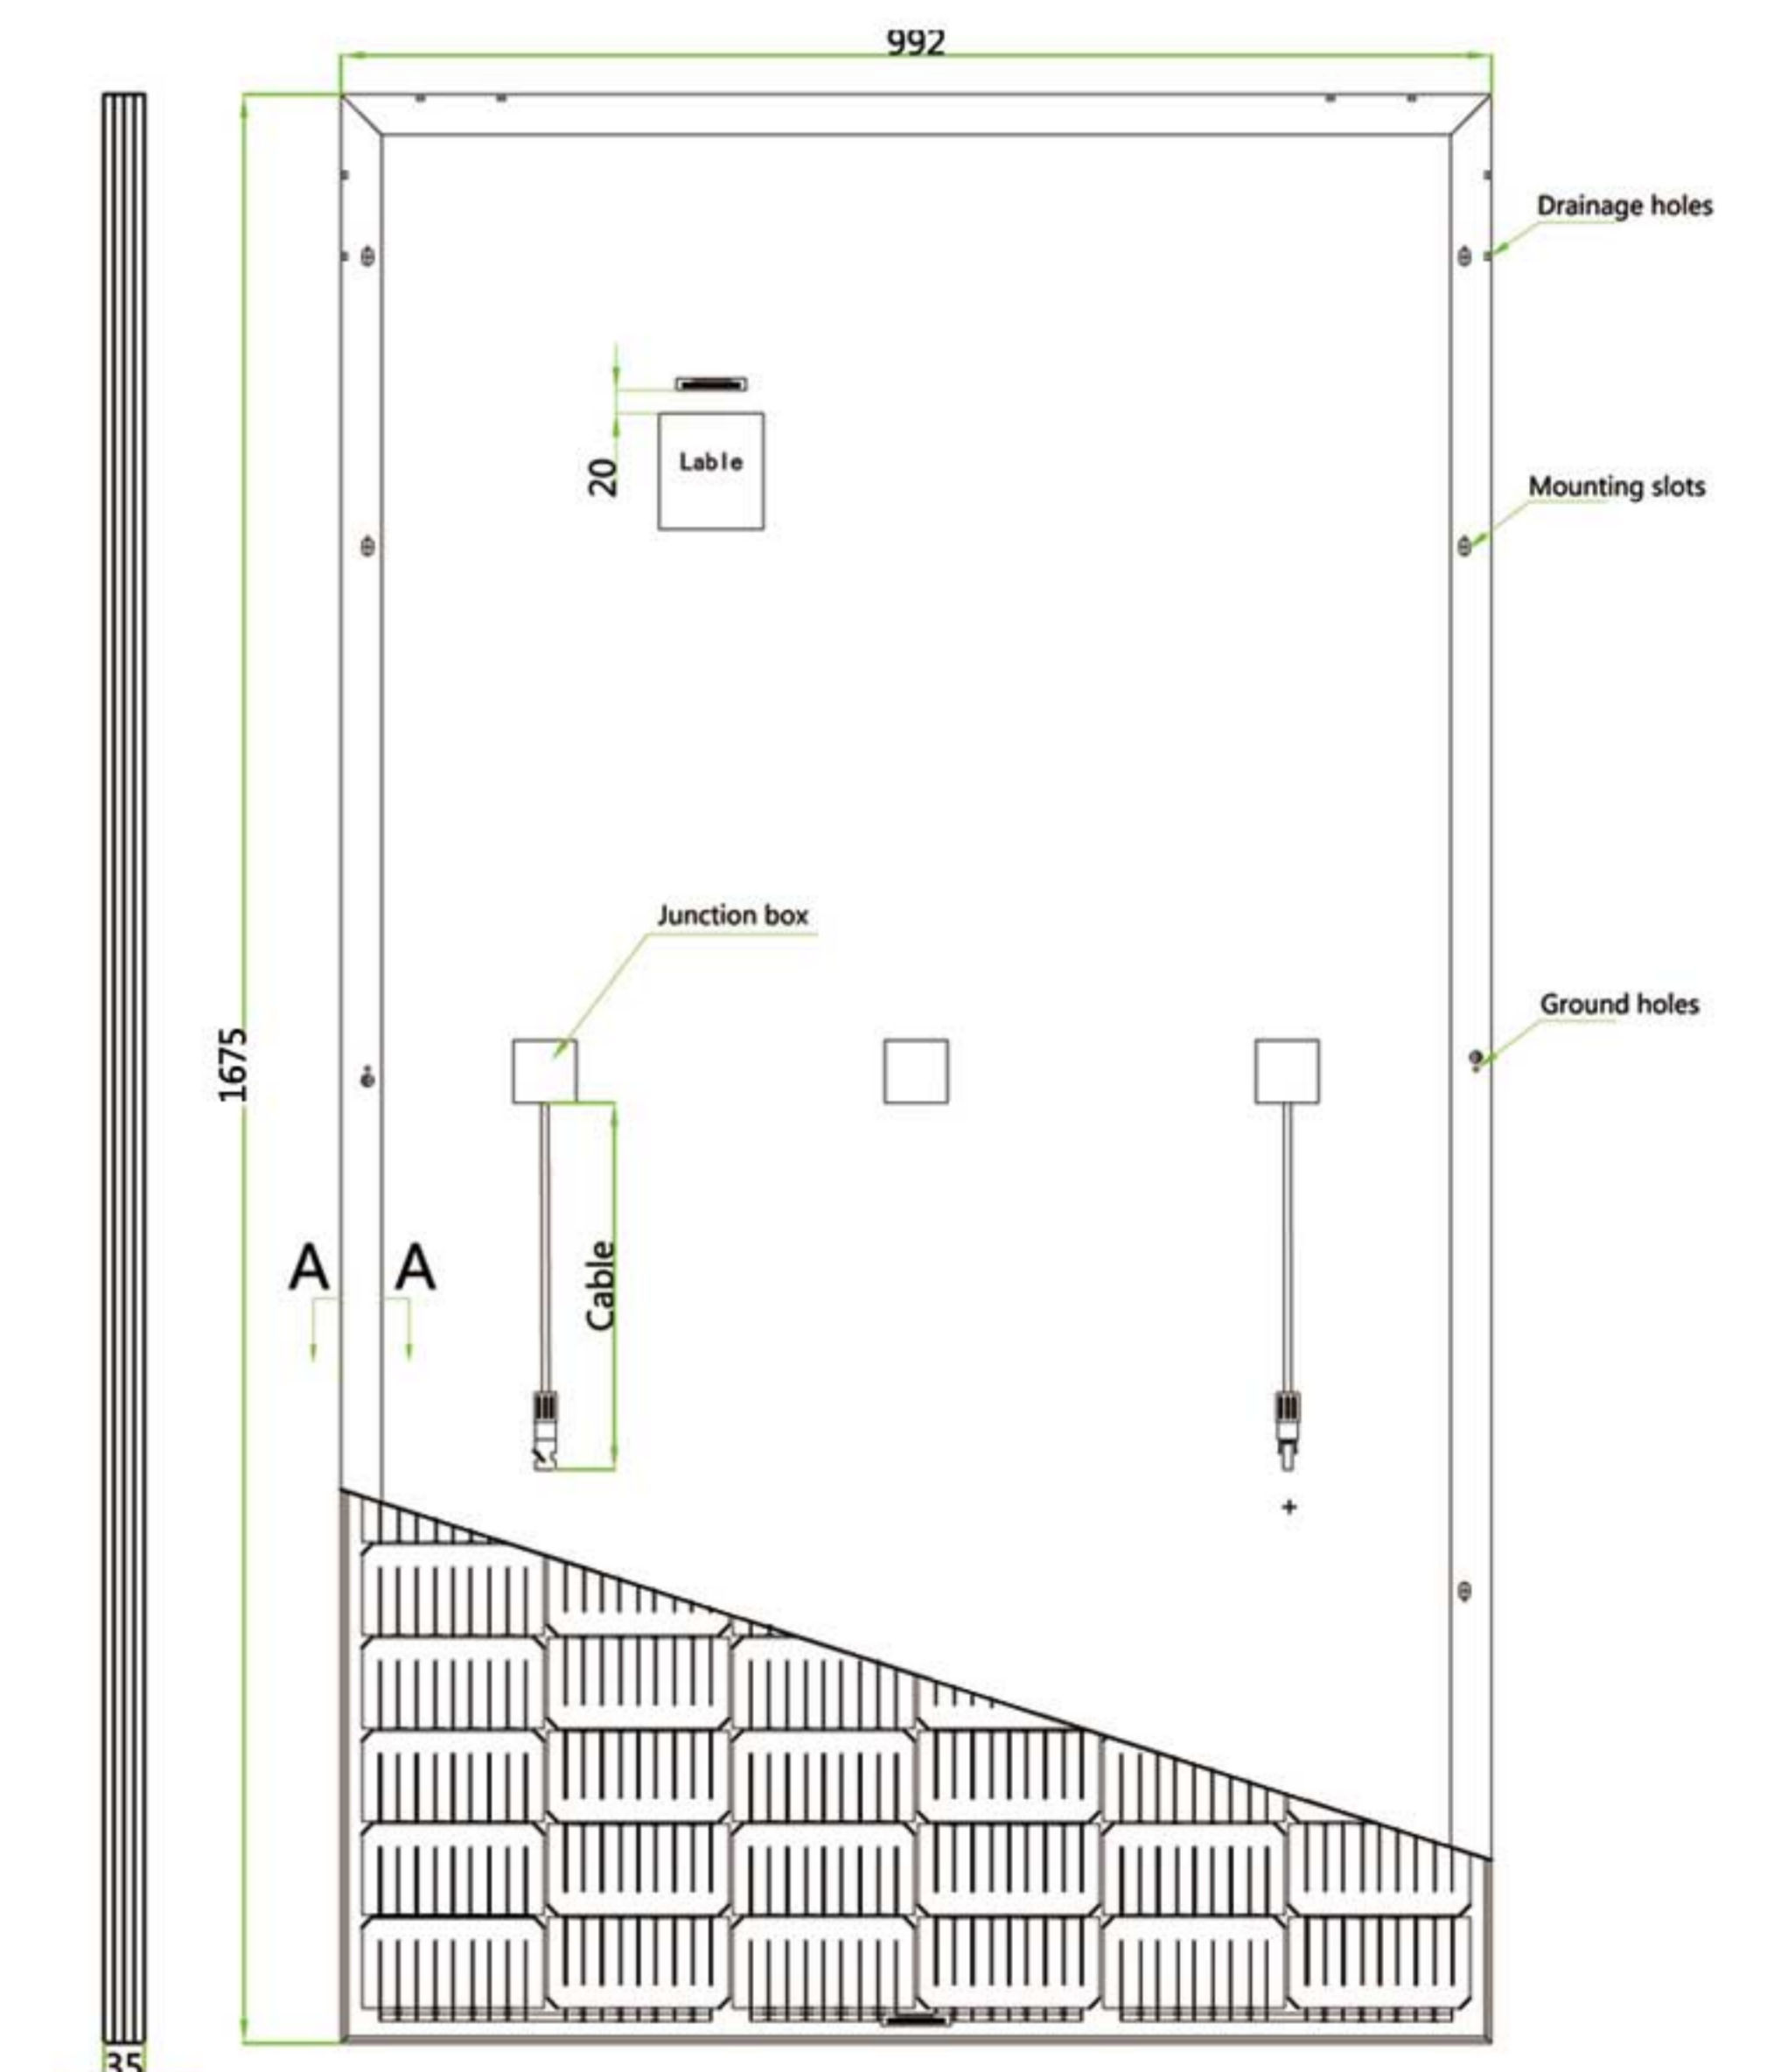 992
Drainage holes
Lable
20
Mounting slots
Junction box
Ground holes
1675
A A
Cable
+
35